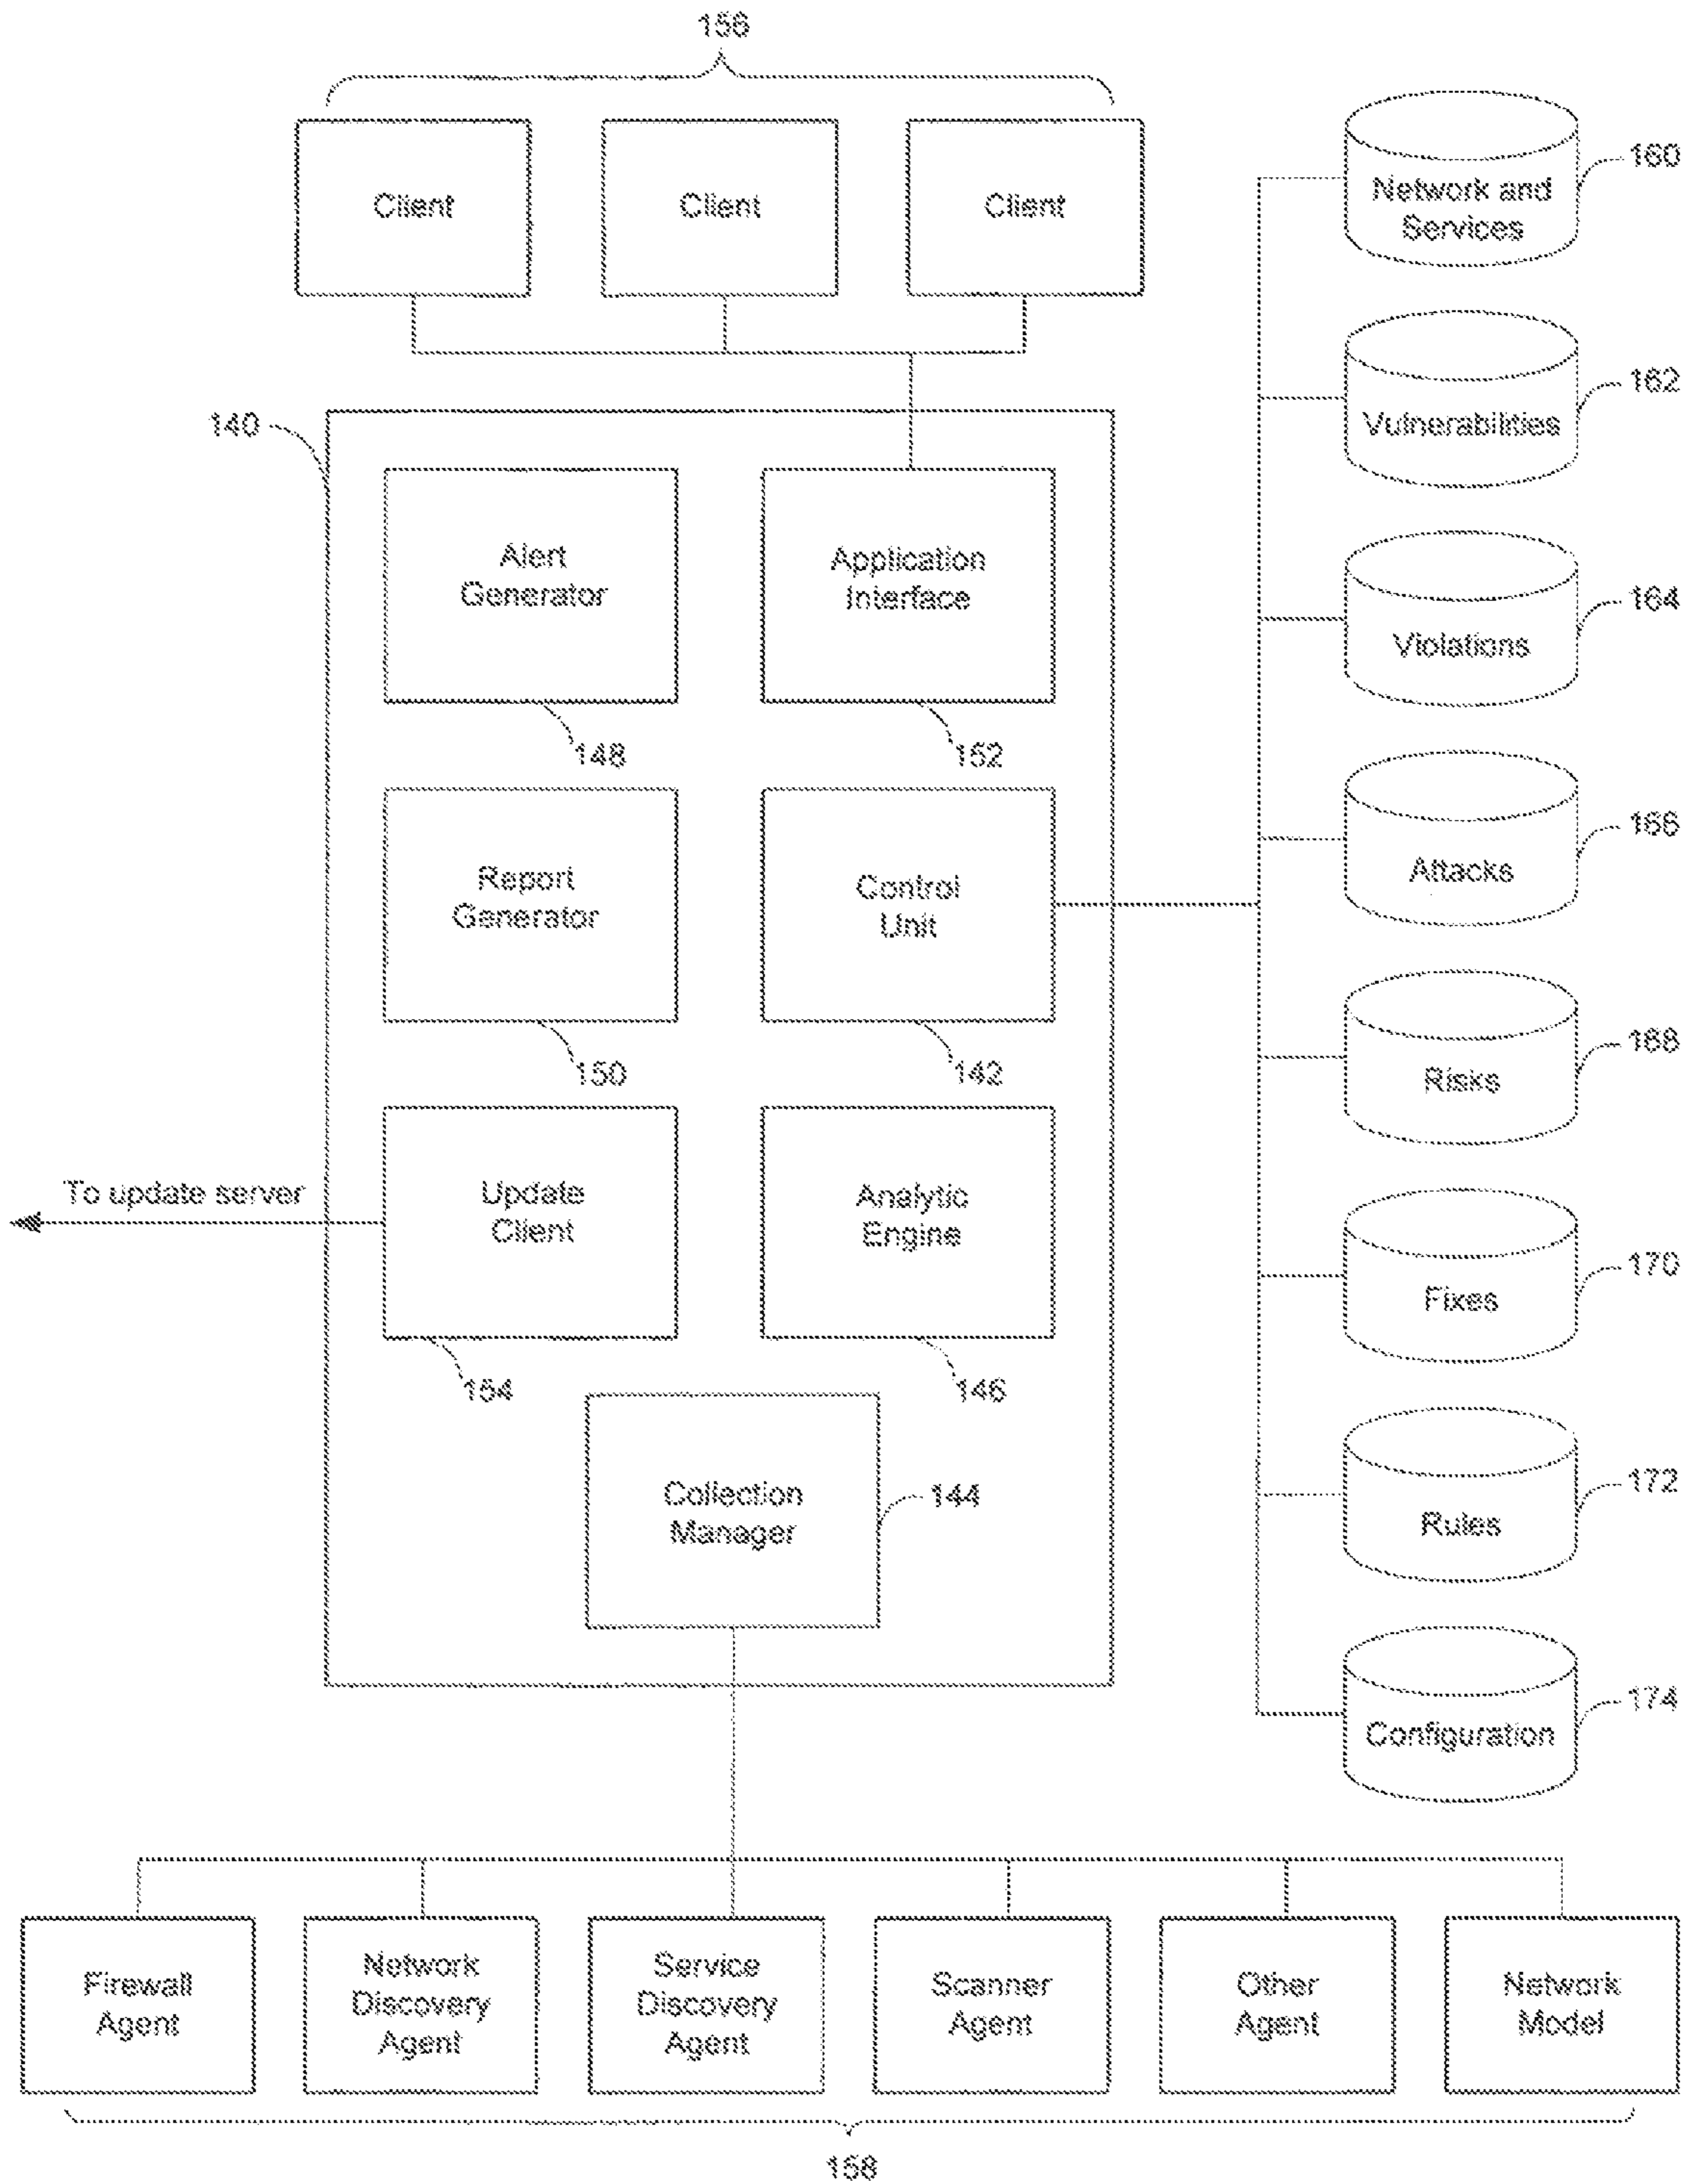 156
Client
Client
Client
140
Alert
Generator
148
Application
Interface
152
Report
Generator
150
Control
Unit
142
To update server
Update
Client
154
Analytic
Engine
146
Collection
Manager
144
Network and
Services
160
Vulnerabilities
162
Violations
164
Attacks
166
Risks
168
Fixes
170
Rules
172
Configuration
174
Firewall
Agent
Network
Discovery
Agent
Service
Discovery
Agent
Scanner
Agent
Other
Agent
Network
Model
158